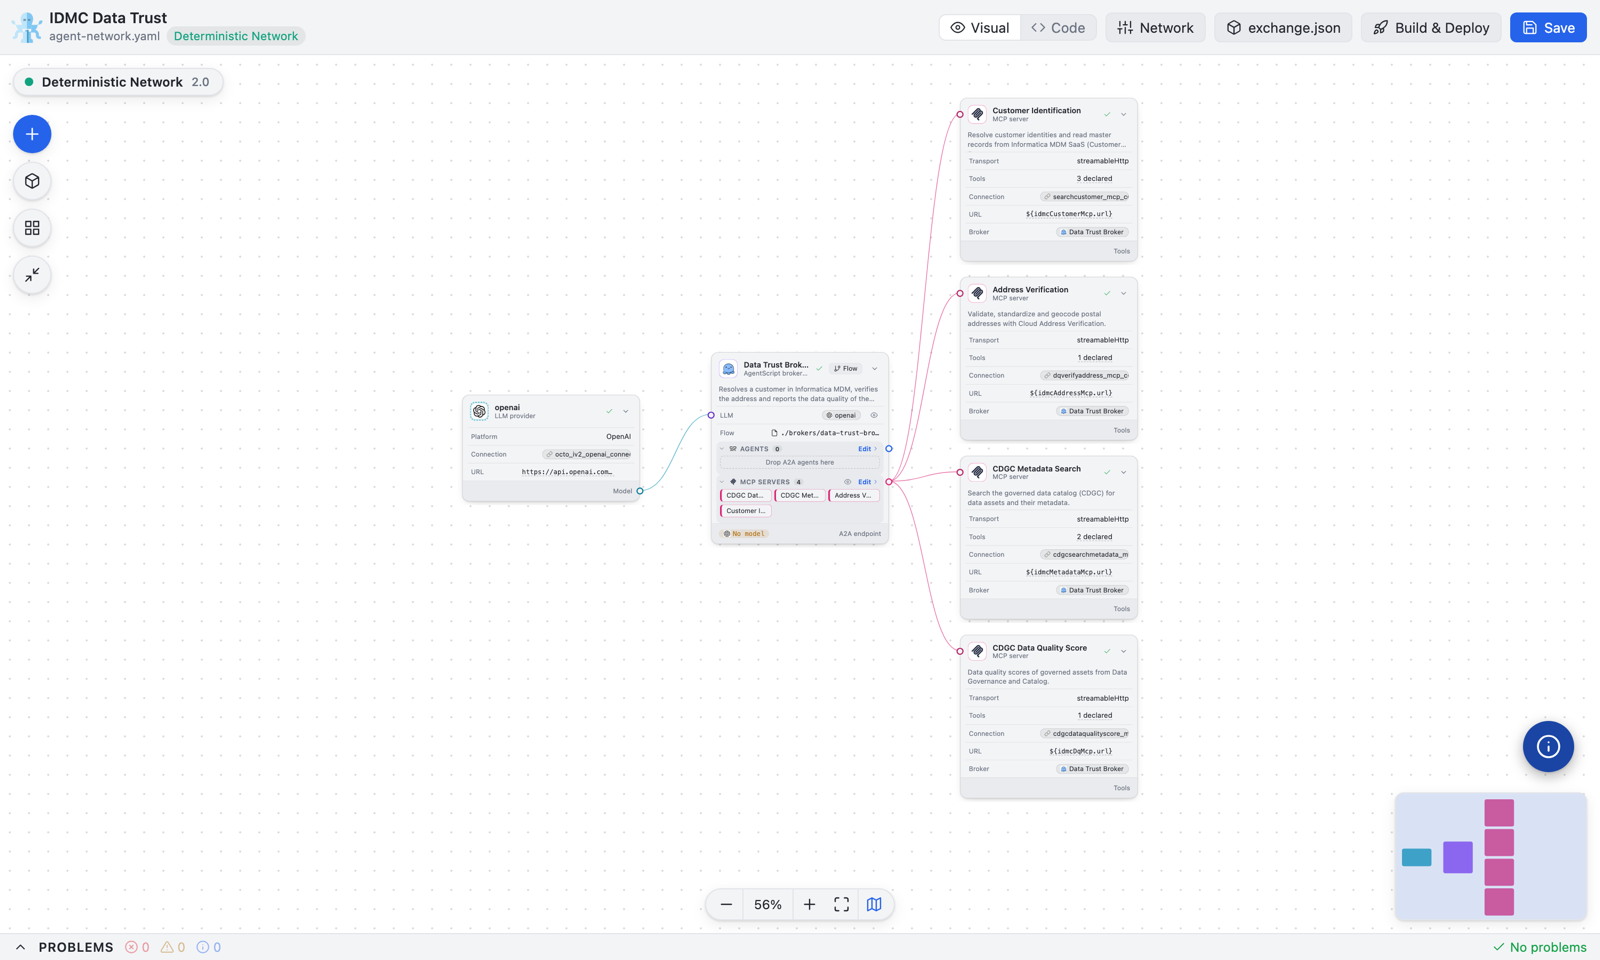 IDMC Data Trust
agent-network.yaml
Deterministic Network
Visual
Code
Network
exchange.json
Build & Deploy
Save
Deterministic Network 2.0
openai
LLM provider
Platform OpenAI
Connection octo_iv2_openai_connec
URL https://api.openai.com…
Model
Data Trust Brok…
AgentScript broker…
Flow
Resolves a customer in Informatica MDM, verifies
the address and reports the data quality of the…
LLM openai
Flow ./brokers/data-trust-bro…
AGENTS 0 Edit
Drop A2A agents here
MCP SERVERS 4 Edit
CDGC Dat…
CDGC Met…
Address V…
Customer I…
No model
A2A endpoint
Customer Identification
MCP server
Resolve customer identities and read master
records from Informatica MDM SaaS (Customer…
Transport streamableHttp
Tools 3 declared
Connection searchcustomer_mcp_c
URL ${idmcCustomerMcp.url}
Broker Data Trust Broker
Tools
Address Verification
MCP server
Validate, standardize and geocode postal
addresses with Cloud Address Verification.
Transport streamableHttp
Tools 1 declared
Connection dqverifyaddress_mcp_c
URL ${idmcAddressMcp.url}
Broker Data Trust Broker
Tools
CDGC Metadata Search
MCP server
Search the governed data catalog (CDGC) for
data assets and their metadata.
Transport streamableHttp
Tools 2 declared
Connection cdgcsearchmetadata_m
URL ${idmcMetadataMcp.url}
Broker Data Trust Broker
Tools
CDGC Data Quality Score
MCP server
Data quality scores of governed assets from Data
Governance and Catalog.
Transport streamableHttp
Tools 1 declared
Connection cdgcdataqualityscore_m
URL ${idmcDqMcp.url}
Broker Data Trust Broker
Tools
56%
PROBLEMS 0 0 0
No problems